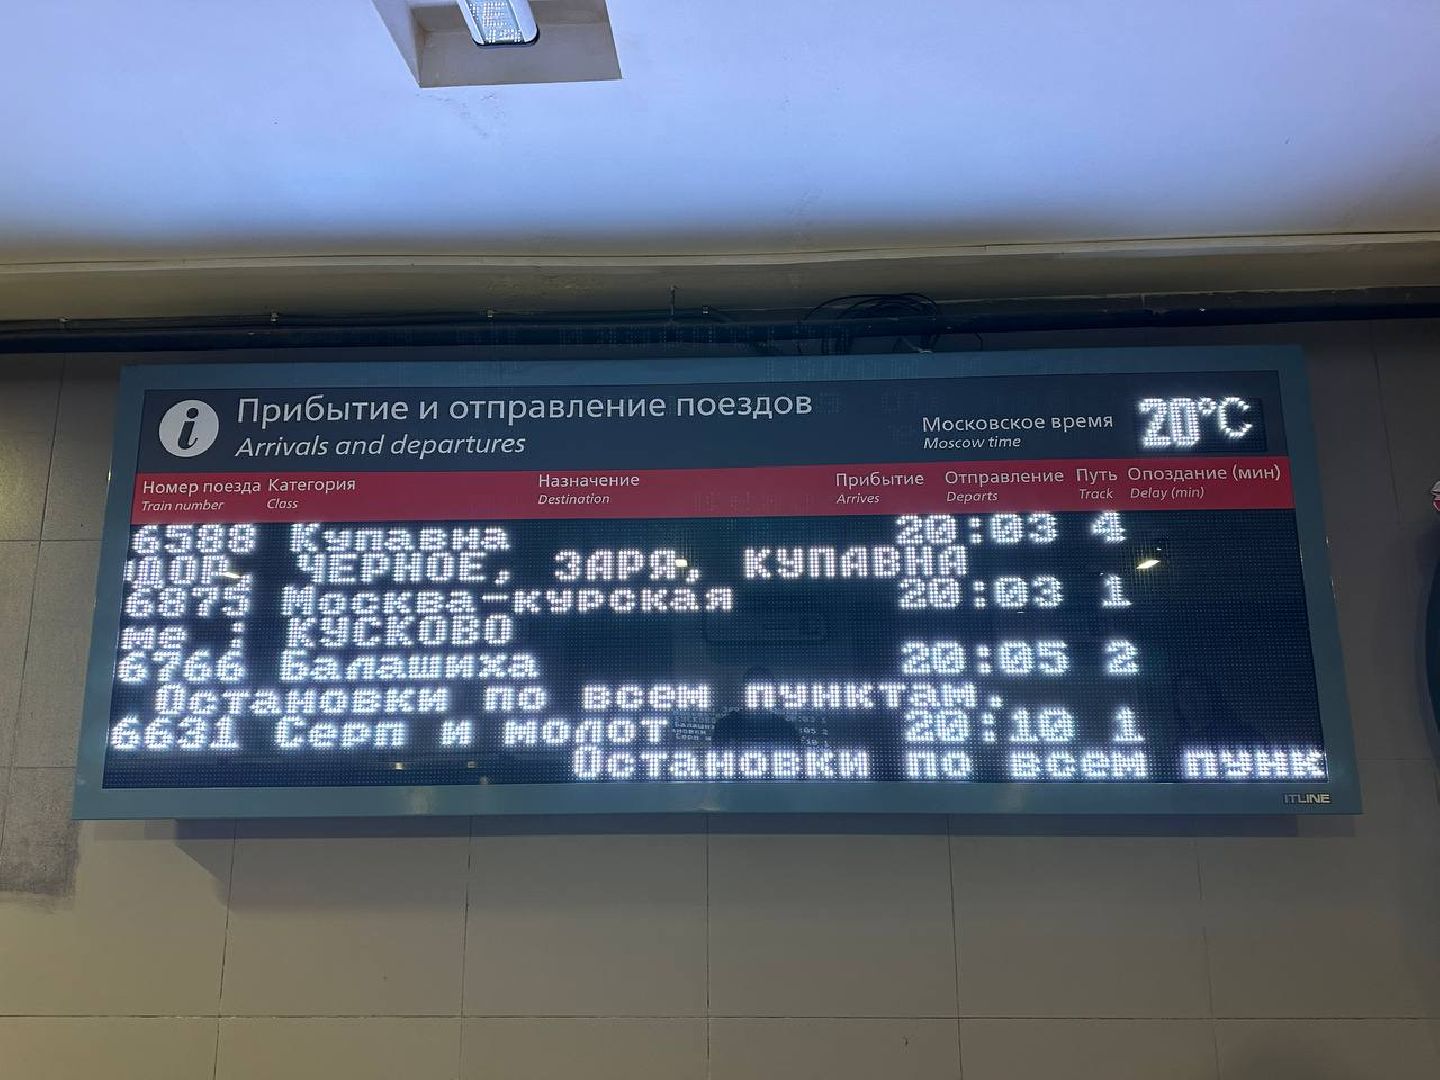 Прибытие и отправление поездов
Arrivals and departures
Московское время
Moscow time
20°C
Номер поезда Категория Назначение Прибытие Отправление Путь Опоздание (мин)
Train number Class Destination Arrives Departs Track Delay (min)
6588 Купавна 20:03 4
ДОР, ЧЕРНОЕ, ЗАРЯ, КУПАВНА
6875 Москва-курская 20:03 1
ме : КУСКОВО
6766 Балашиха 20:05 2
Остановки по всем пунктам.
6631 Серп и молот 20:10 1
Остановки по всем пунк
ITLINE